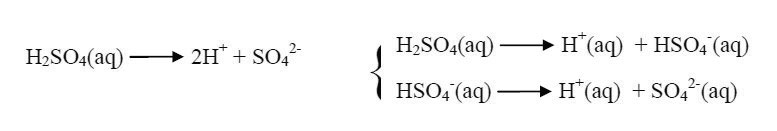 H₂SO₄(aq) ⟶ 2H⁺ + SO₄²⁻
H₂SO₄(aq) ⟶ H⁺(aq) + HSO₄⁻(aq)
HSO₄⁻(aq) ⟶ H⁺(aq) + SO₄²⁻(aq)